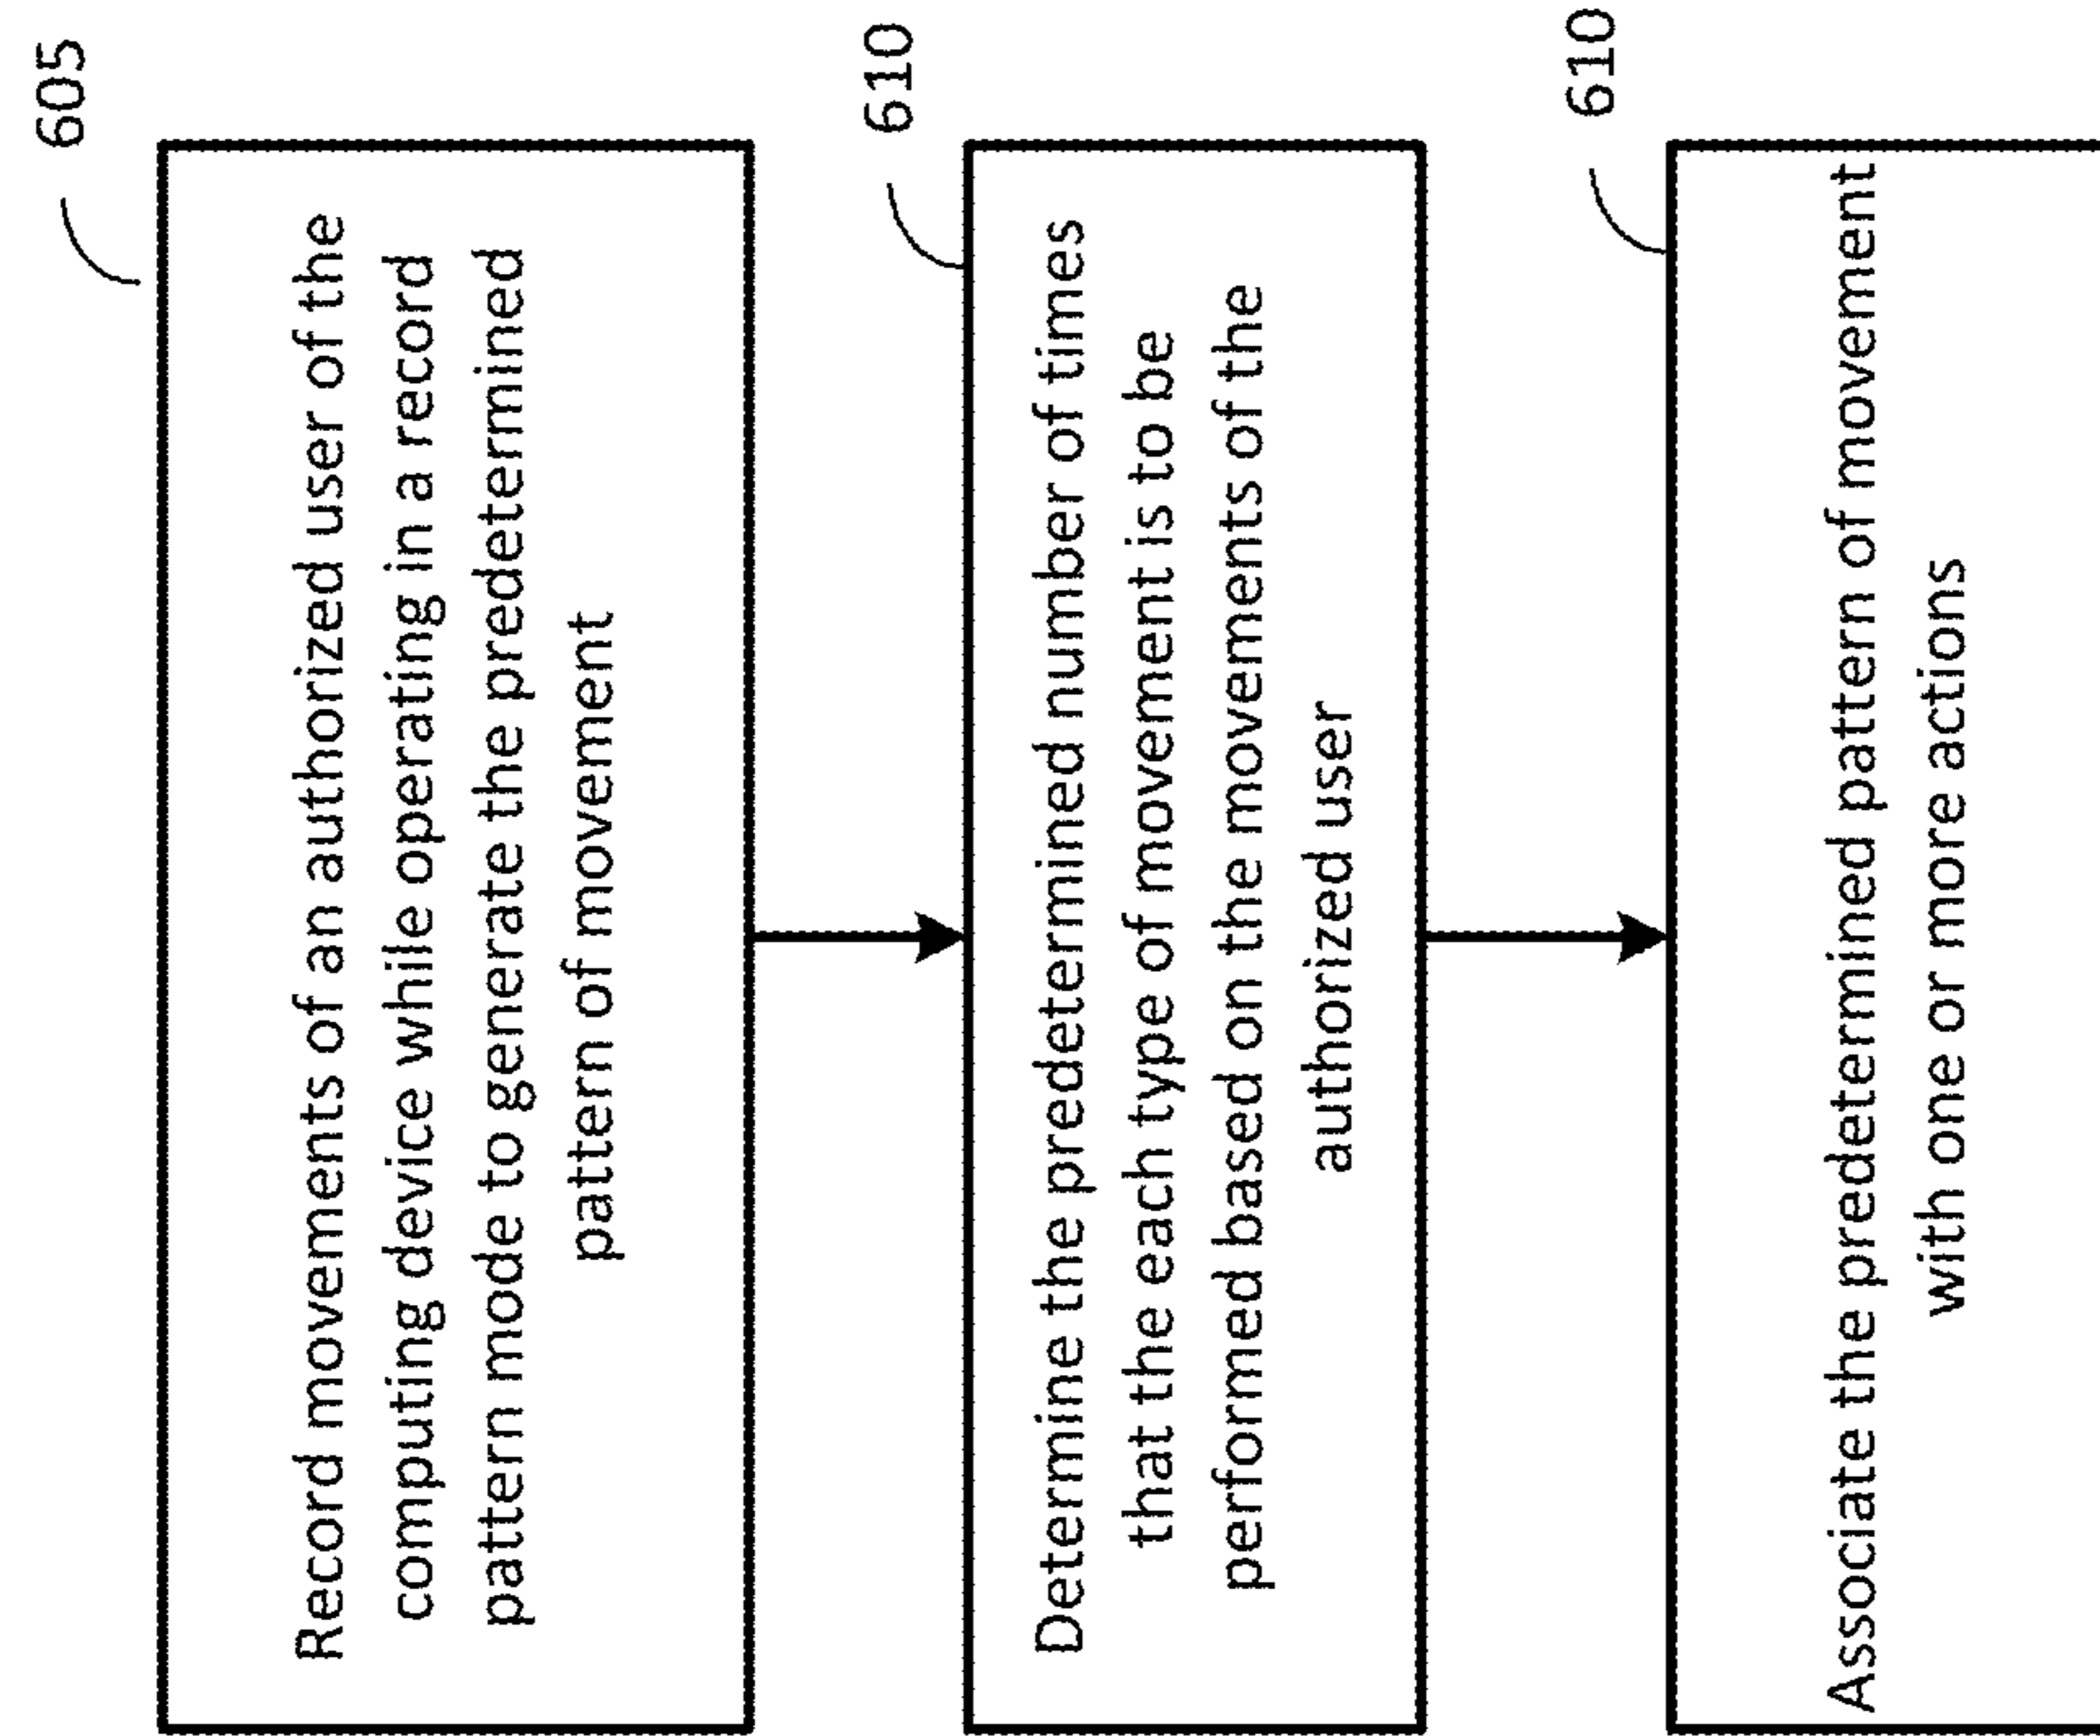 605
Record movements of an authorized user of the
computing device while operating in a record
pattern mode to generate the predetermined
pattern of movement
610
Determine the predetermined number of times
that the each type of movement is to be
performed based on the movements of the
authorized user
610
Associate the predetermined pattern of movement
with one or more actions